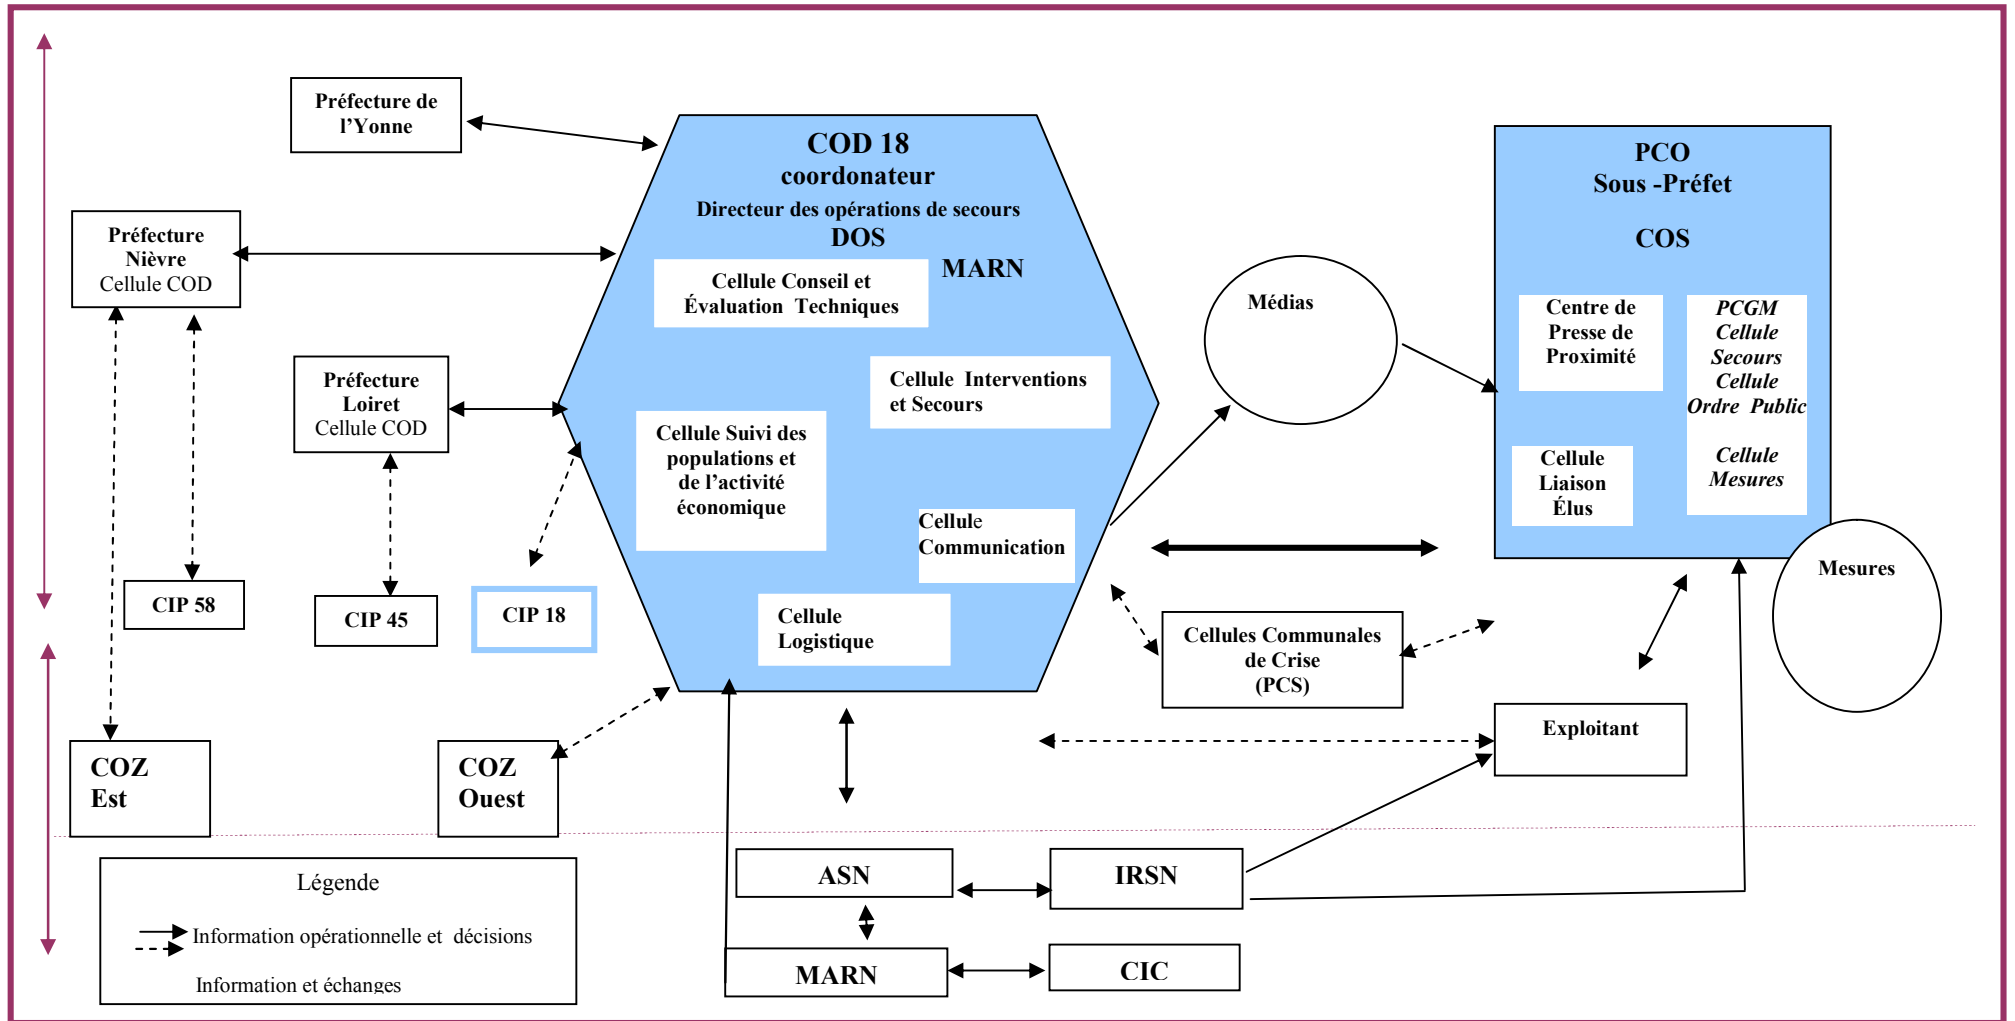 Préfecture de
l’Yonne
Préfecture
Nièvre
Cellule COD
Préfecture
Loiret
Cellule COD
CIP 58
CIP 45
CIP 18
COZ
Est
COZ
Ouest
COD 18
coordonateur
Directeur des opérations de secours
DOS
MARN
Cellule Conseil et
Évaluation Techniques
Cellule Interventions
et Secours
Cellule Suivi des
populations et
de l’activité
économique
Cellule
Communication
Cellule
Logistique
Médias
PCO
Sous -Préfet
COS
Centre de
Presse de
Proximité
PCGM
Cellule
Secours
Cellule
Ordre Public
Cellule
Mesures
Cellule
Liaison
Élus
Mesures
Cellules Communales
de Crise
(PCS)
Exploitant
ASN
IRSN
MARN
CIC
Légende
Information opérationnelle et décisions
Information et échanges